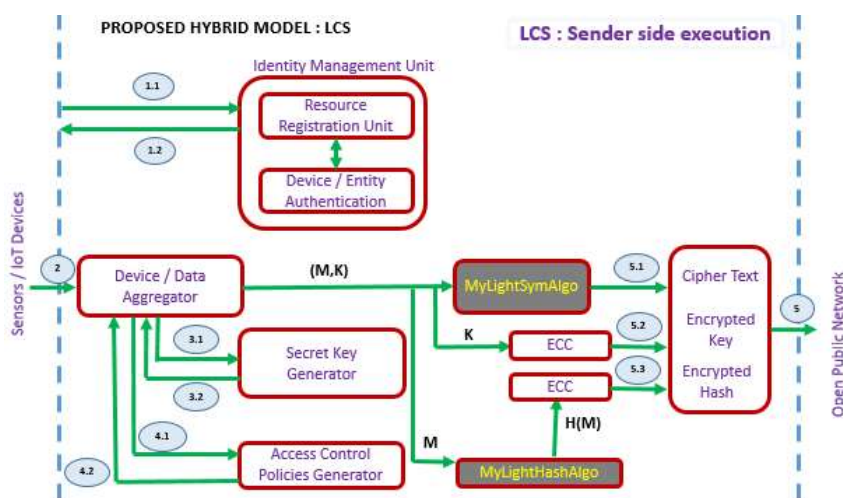 PROPOSED HYBRID MODEL : LCS
LCS : Sender side execution
Identity Management Unit
1.1
Resource
Registration Unit
1.2
Device / Entity
Authentication
Sensors / IoT Devices
2
Device / Data
Aggregator
(M,K)
MyLightSymAlgo
5.1
Cipher Text
5
Open Public Network
K
ECC
5.2
Encrypted
Key
3.1
Secret Key
Generator
3.2
ECC
5.3
Encrypted
Hash
H(M)
4.1
4.2
Access Control
Policies Generator
M
MyLightHashAlgo